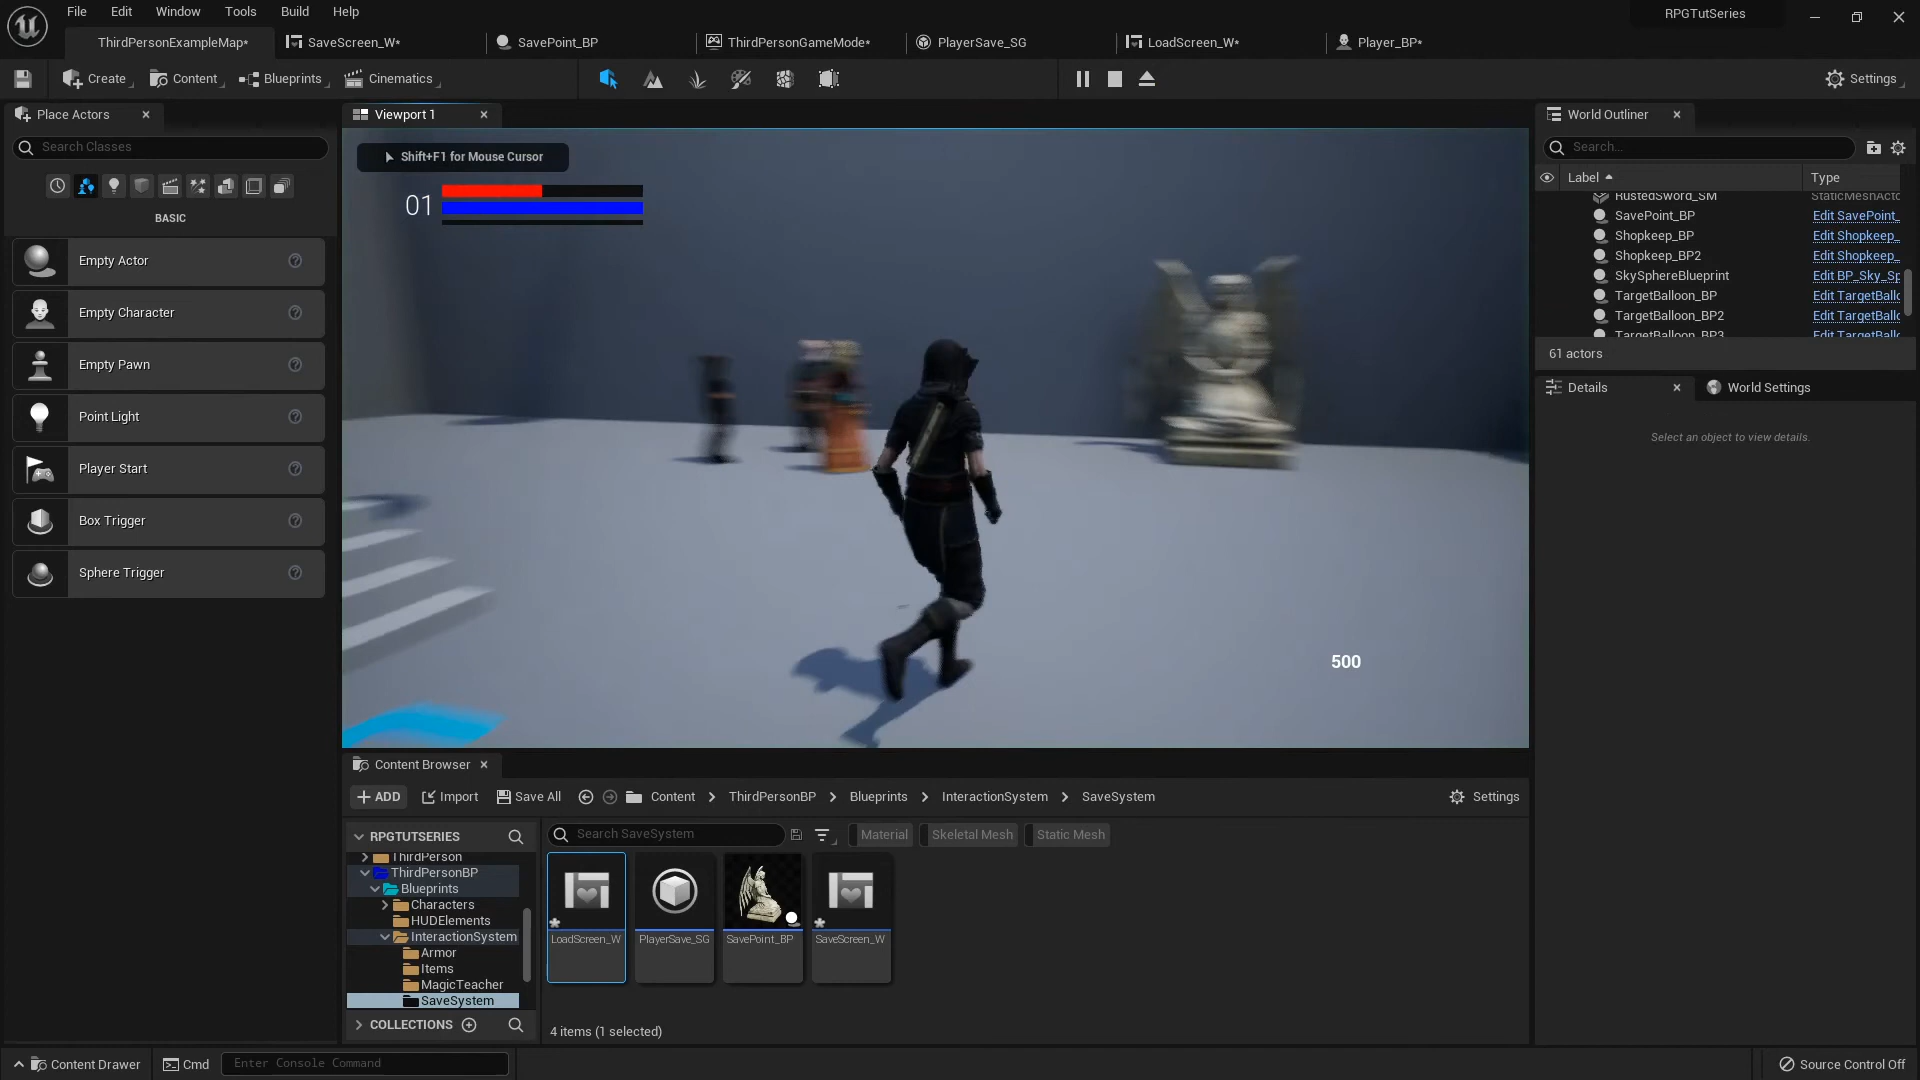 File Edit Window Tools Build Help
RPGTutSeries
ThirdPersonExampleMap*
SaveScreen_W*
SavePoint_BP
ThirdPersonGameMode*
PlayerSave_SG
LoadScreen_W*
Player_BP*
Create
Content
Blueprints
Cinematics
Settings
Place Actors
Search Classes
BASIC
Empty Actor
Empty Character
Empty Pawn
Point Light
Player Start
Box Trigger
Sphere Trigger
Viewport 1
Shift+F1 for Mouse Cursor
01
500
World Outliner
Search...
Label
Type
RustedSword_SM StaticMeshActo
SavePoint_BP Edit SavePoint_
Shopkeep_BP Edit Shopkeep_
Shopkeep_BP2 Edit Shopkeep_
SkySphereBlueprint Edit BP_Sky_Sp
TargetBalloon_BP Edit TargetBallo
TargetBalloon_BP2 Edit TargetBallo
TargetBalloon_BP3 Edit TargetBallo
61 actors
Details
World Settings
Select an object to view details.
Content Browser
ADD
Import
Save All
Content
ThirdPersonBP
Blueprints
InteractionSystem
SaveSystem
Settings
RPGTUTSERIES
Search SaveSystem
Material
Skeletal Mesh
Static Mesh
ThirdPerson
ThirdPersonBP
Blueprints
Characters
HUDElements
InteractionSystem
Armor
Items
MagicTeacher
SaveSystem
COLLECTIONS
LoadScreen_W
PlayerSave_SG
SavePoint_BP
SaveScreen_W
4 items (1 selected)
Content Drawer
Cmd
Enter Console Command
Source Control Off